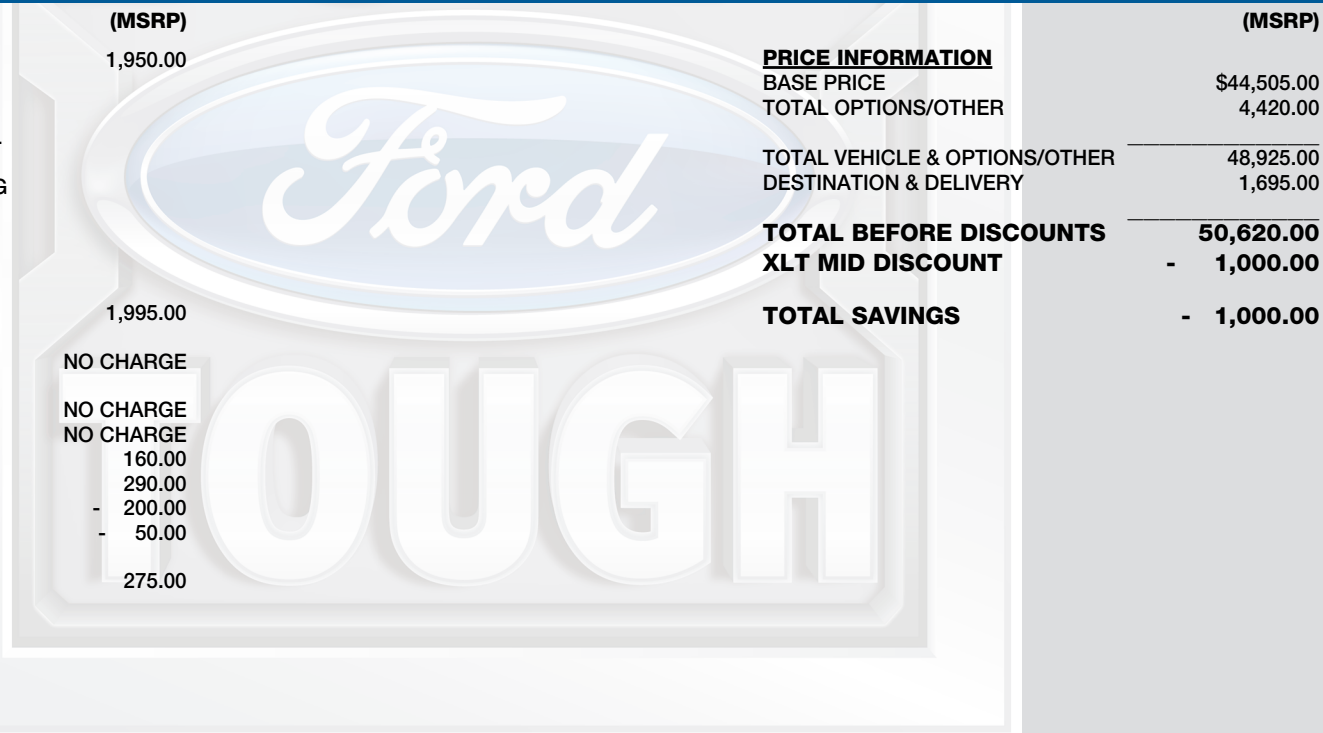 (MSRP)
1,950.00
G
1,995.00
NO CHARGE
NO CHARGE
NO CHARGE
160.00
290.00
- 200.00
- 50.00
275.00
Ford
TOUGH
(MSRP)
PRICE INFORMATION
BASE PRICE $44,505.00
TOTAL OPTIONS/OTHER 4,420.00
TOTAL VEHICLE & OPTIONS/OTHER 48,925.00
DESTINATION & DELIVERY 1,695.00
TOTAL BEFORE DISCOUNTS 50,620.00
XLT MID DISCOUNT - 1,000.00
TOTAL SAVINGS - 1,000.00